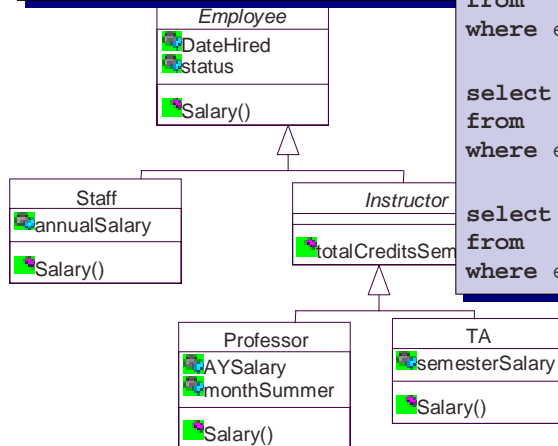 from
where e
select
from
where e
select
from
where e
Employee
DateHired
status
Salary()
Staff
annualSalary
Salary()
Instructor
totalCreditsSem
Professor
AYSalary
monthSummer
Salary()
TA
semesterSalary
Salary()